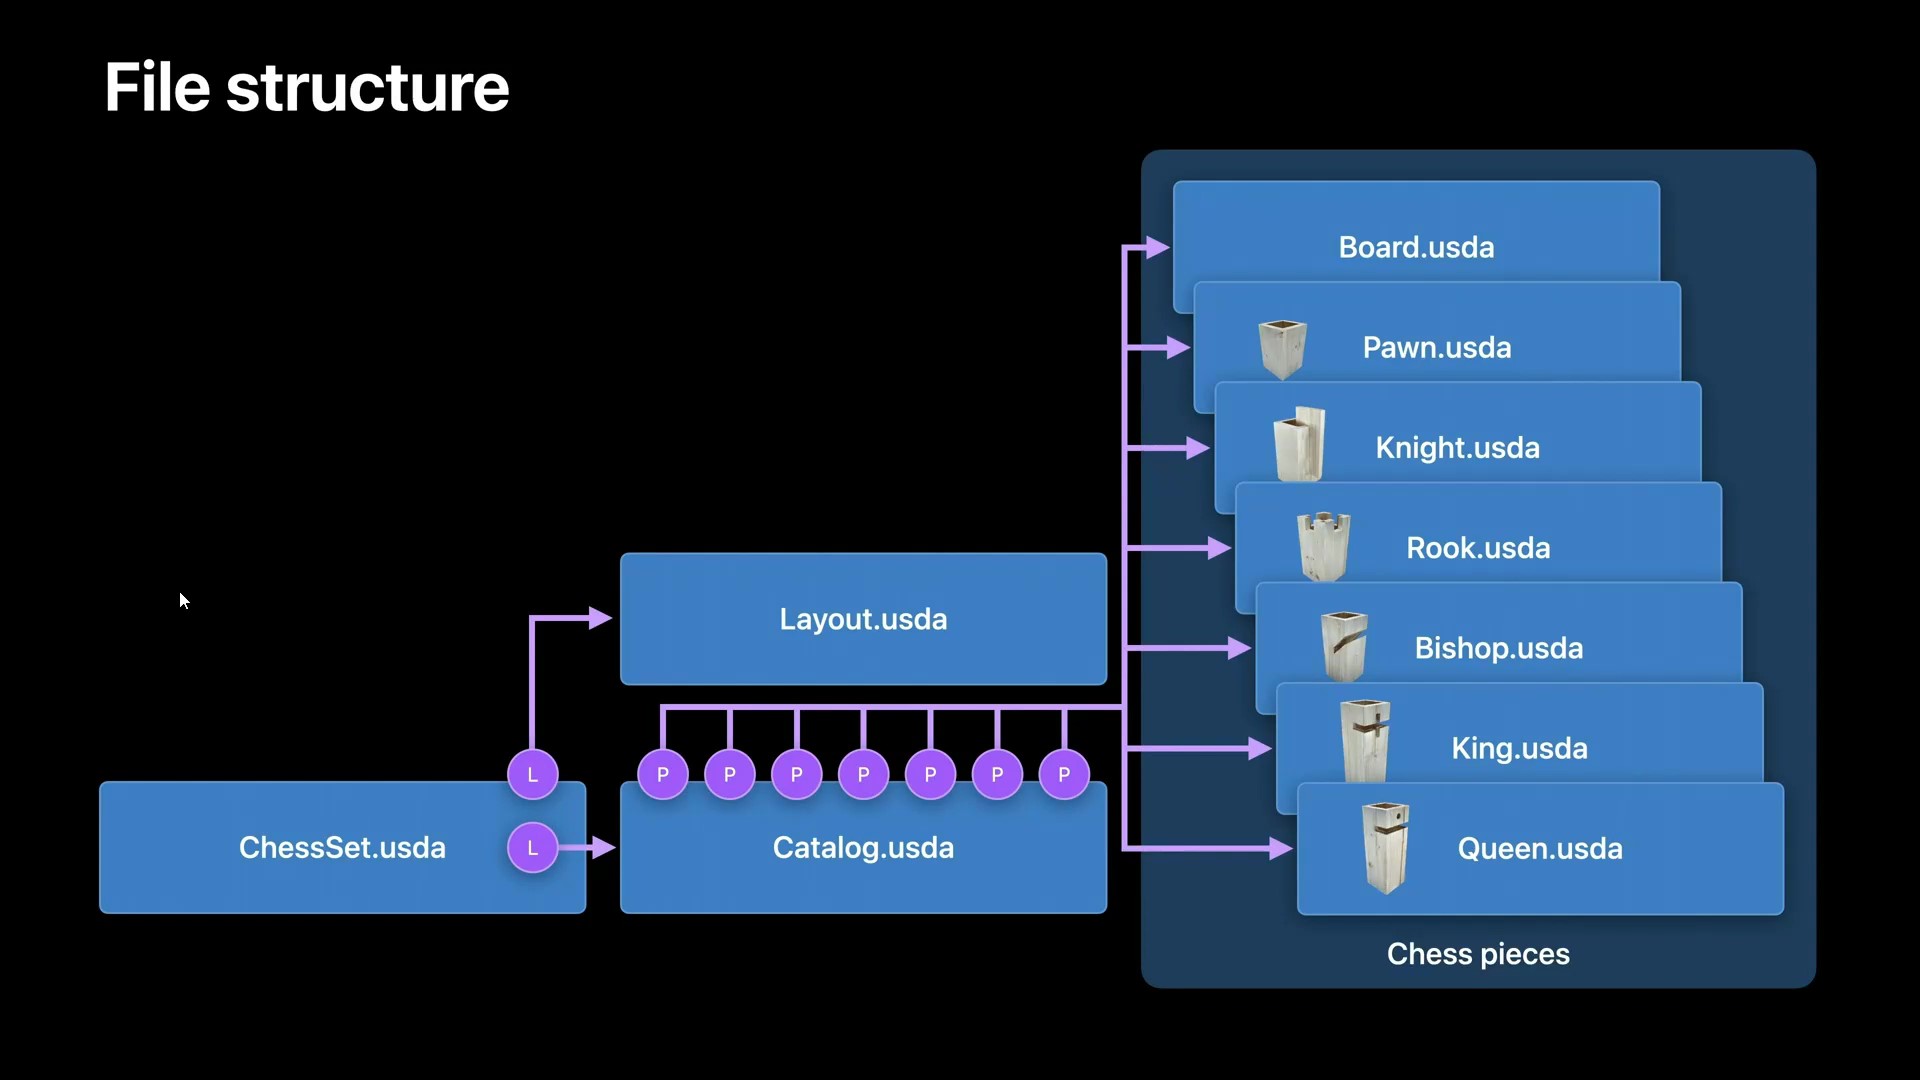 File structure
Board.usda
Pawn.usda
Knight.usda
Rook.usda
Bishop.usda
King.usda
Queen.usda
Chess pieces
Layout.usda
L
P P P P P P P
ChessSet.usda
L
Catalog.usda